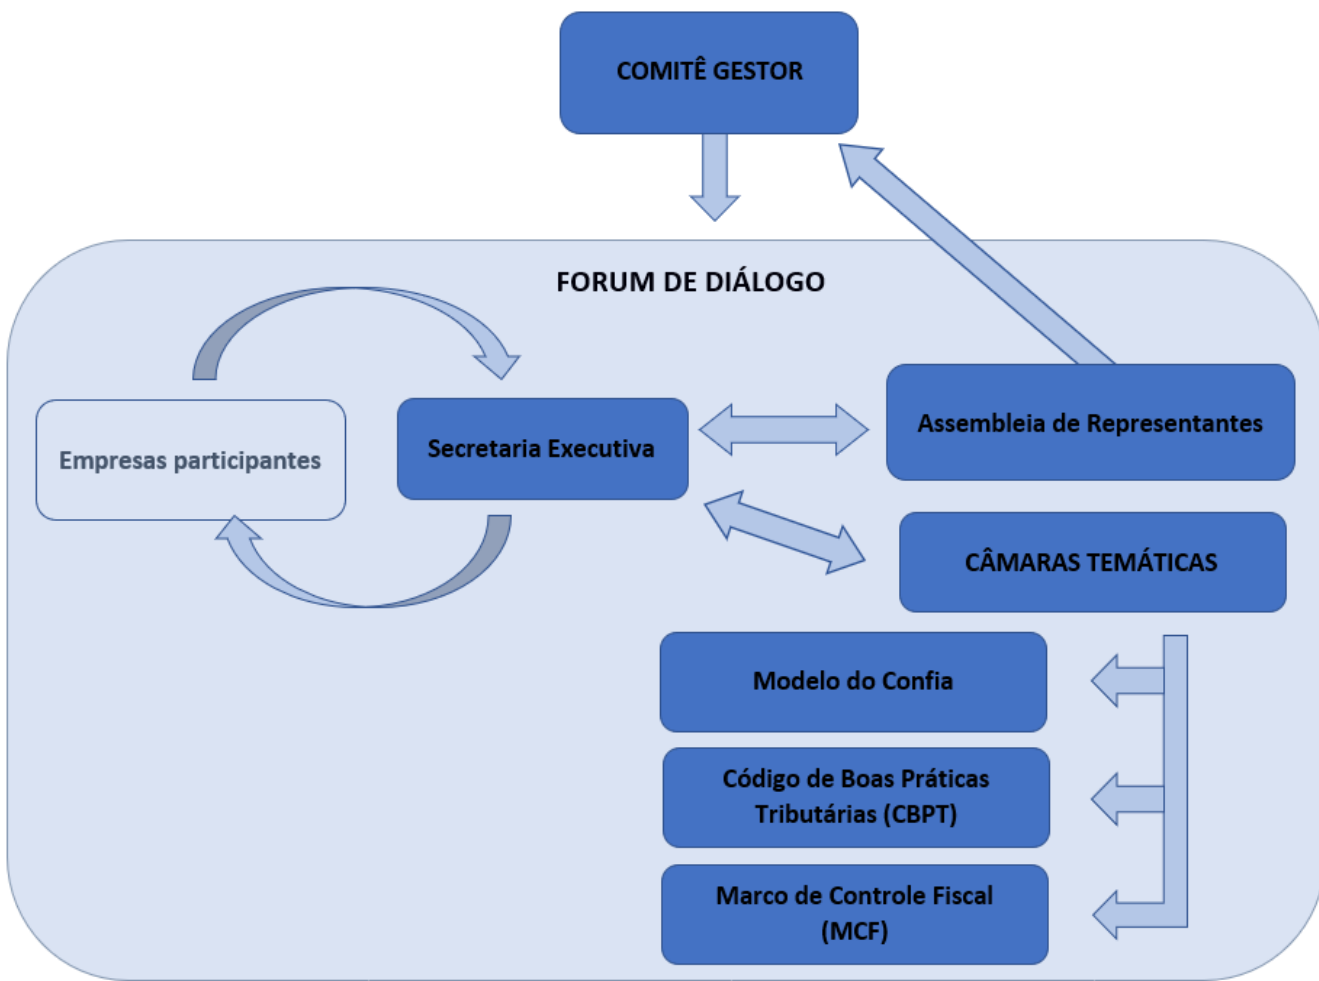 COMITÊ GESTOR
FORUM DE DIÁLOGO
Empresas participantes
Secretaria Executiva
Assembleia de Representantes
CÂMARAS TEMÁTICAS
Modelo do Confia
Código de Boas Práticas
Tributárias (CBPT)
Marco de Controle Fiscal
(MCF)